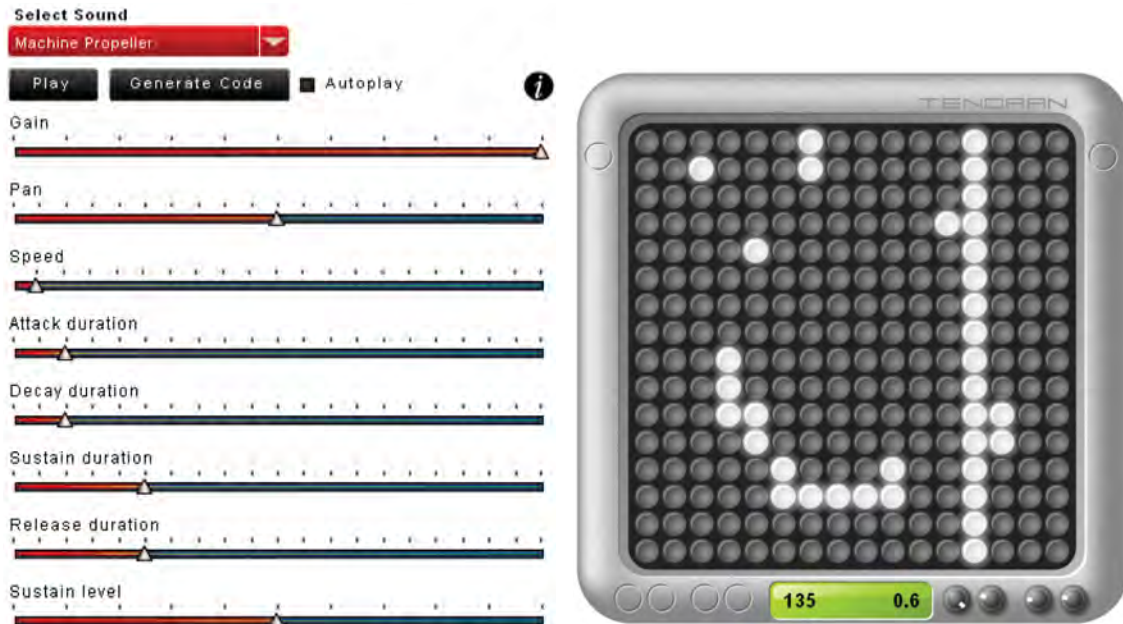 Select Sound
Machine Propeller
Play Generate Code Autoplay i
Gain
Pan
Speed
Attack duration
Decay duration
Sustain duration
Release duration
Sustain level
TENORAN
135 0.6